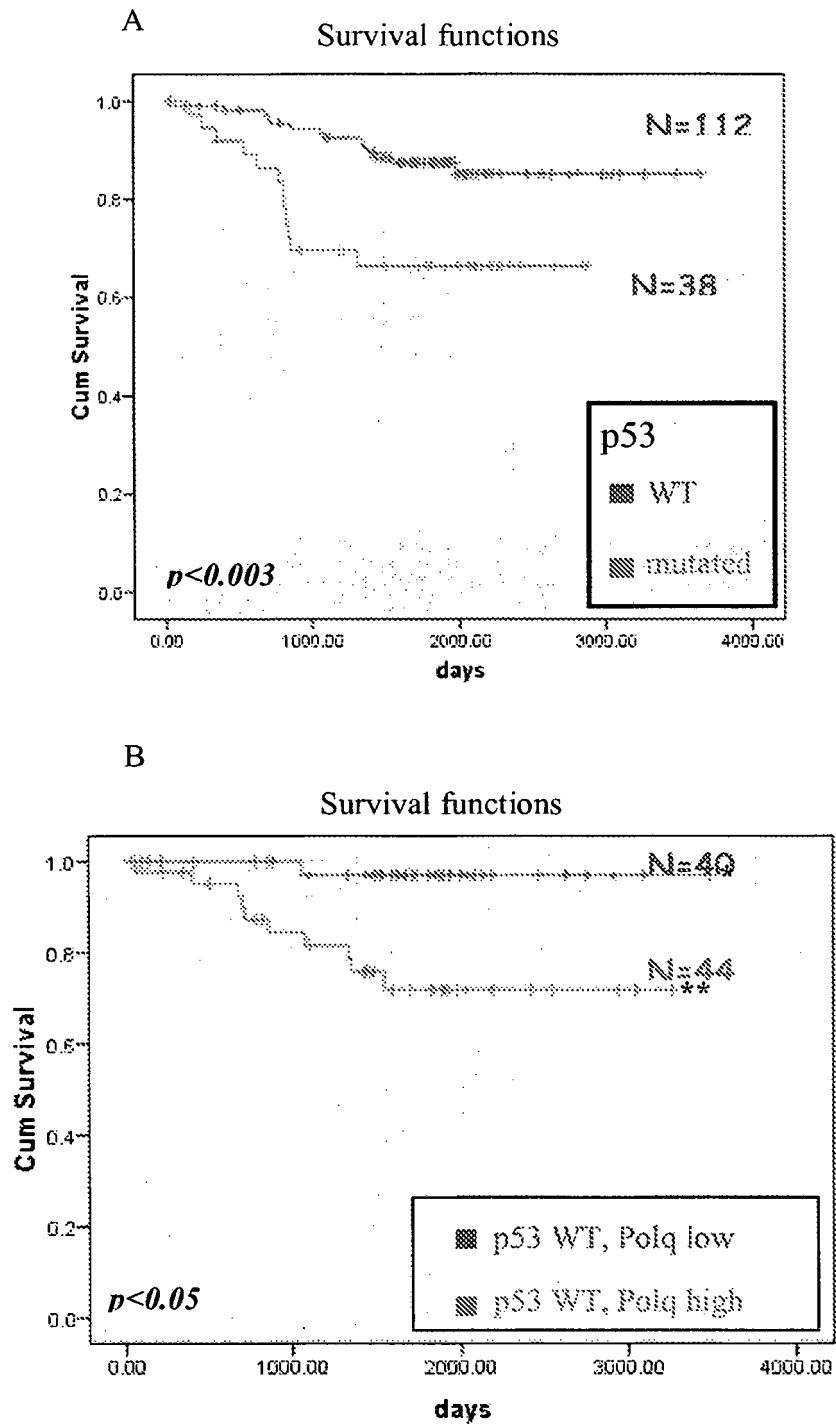 A
Survival functions
N=112
N=38
Cum Survival
1.0
0.8
0.6
0.4
0.2
0.0
p53
WT
mutated
p<0.003
0.00 1000.00 2000.00 3000.00 4000.00
days
B
Survival functions
N=40
N=44
**
Cum Survival
1.0
0.8
0.6
0.4
0.2
0.0
p53 WT, Polq low
p53 WT, Polq high
p<0.05
0.00 1000.00 2000.00 3000.00 4000.00
days